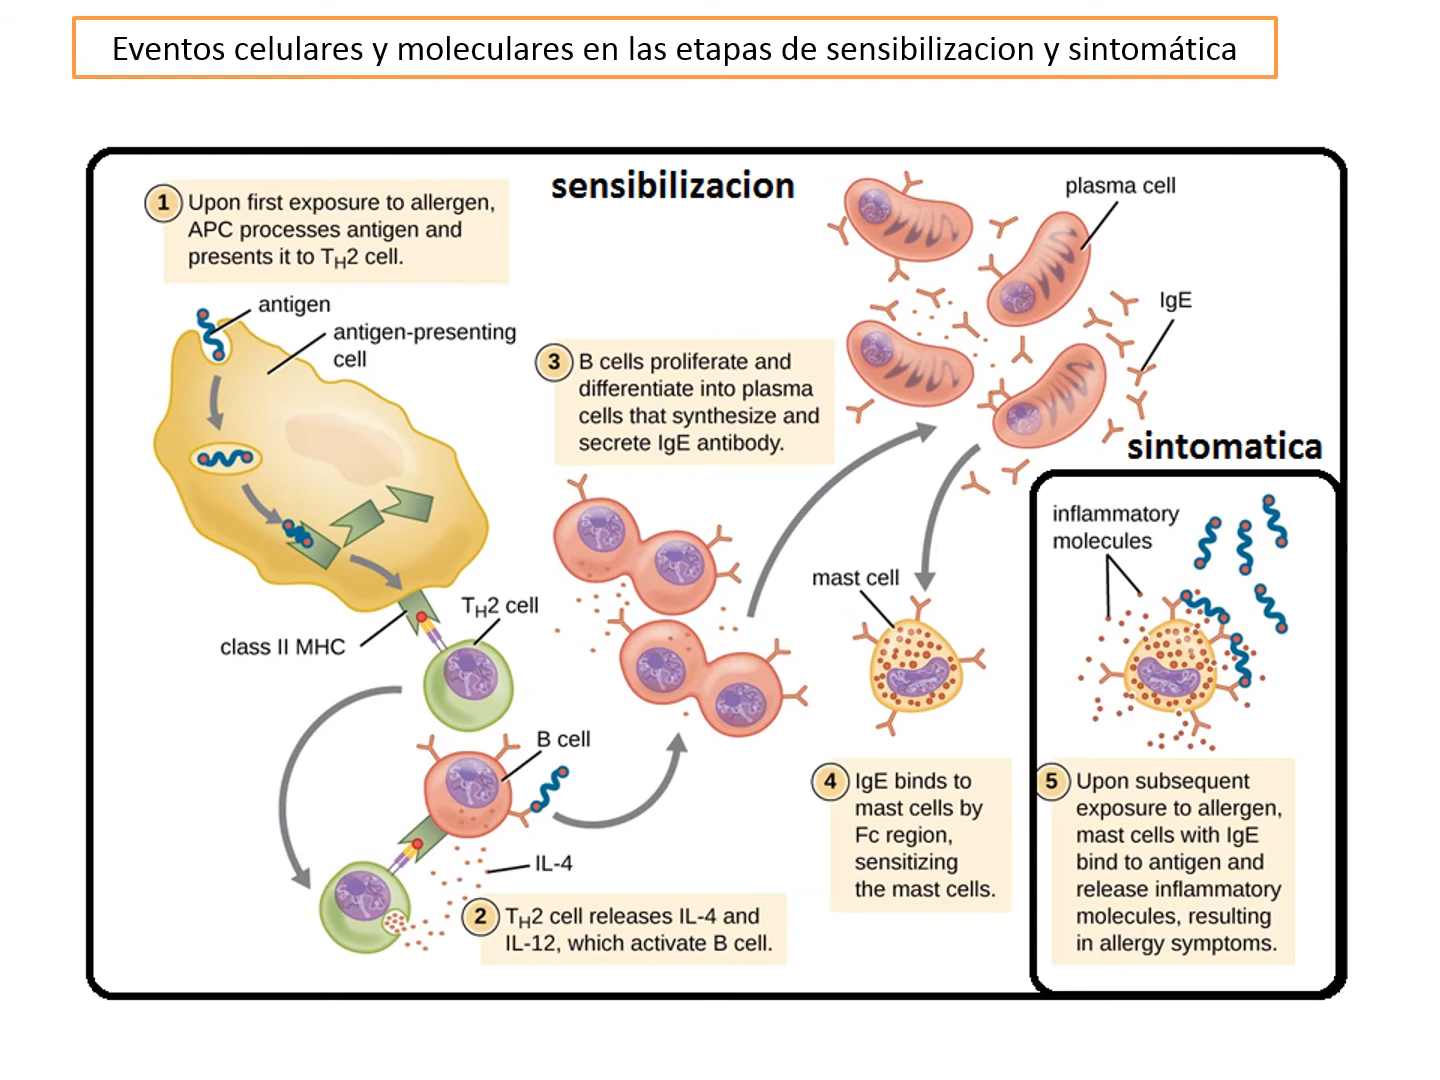 Eventos celulares y moleculares en las etapas de sensibilizacion y sintomática
sensibilizacion
1 Upon first exposure to allergen,
APC processes antigen and
presents it to TH2 cell.
antigen
antigen-presenting
cell
class II MHC
TH2 cell
B cell
IL-4
2 TH2 cell releases IL-4 and
IL-12, which activate B cell.
3 B cells proliferate and
differentiate into plasma
cells that synthesize and
secrete IgE antibody.
plasma cell
IgE
mast cell
4 IgE binds to
mast cells by
Fc region,
sensitizing
the mast cells.
sintomatica
inflammatory
molecules
5 Upon subsequent
exposure to allergen,
mast cells with IgE
bind to antigen and
release inflammatory
molecules, resulting
in allergy symptoms.